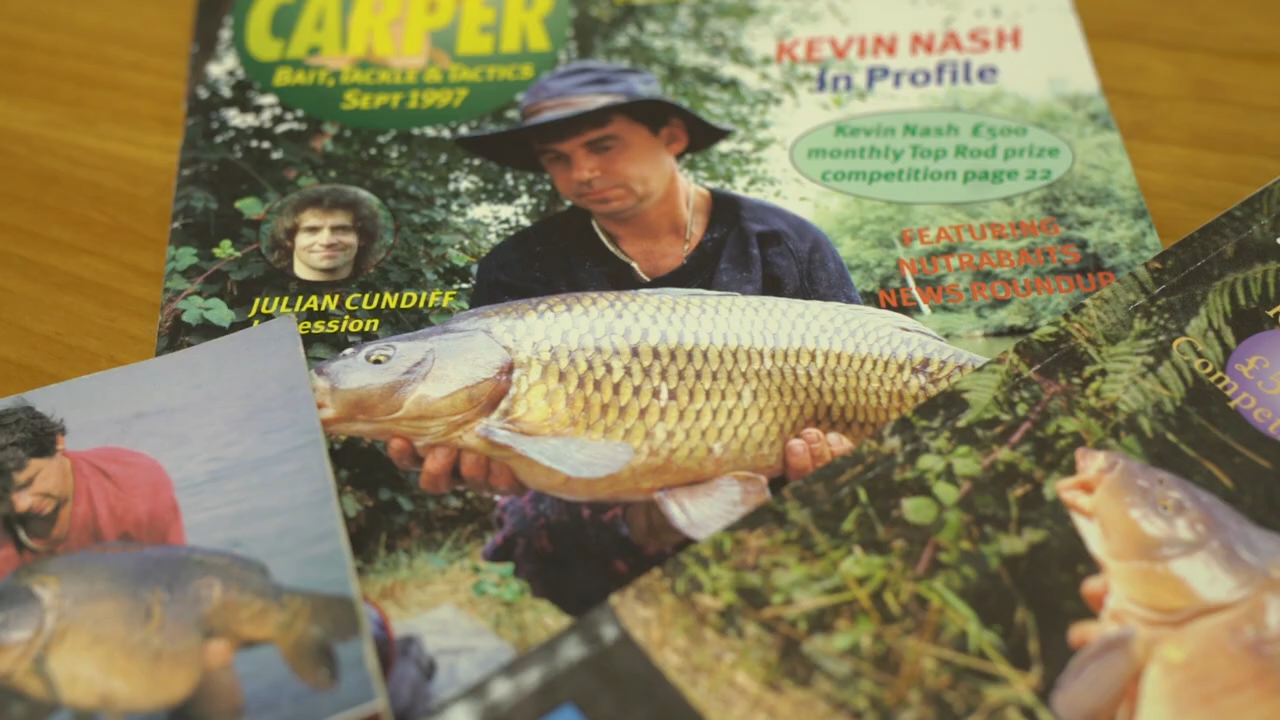 CARPER
BAIT, TACKLE & TACTICS
SEPT 1997
KEVIN NASH
In Profile
Kevin Nash £500
monthly Top Rod prize
competition page 22
FEATURING
NUTRABAITS
NEWS ROUNDUP
JULIAN CUNDIFF
ession